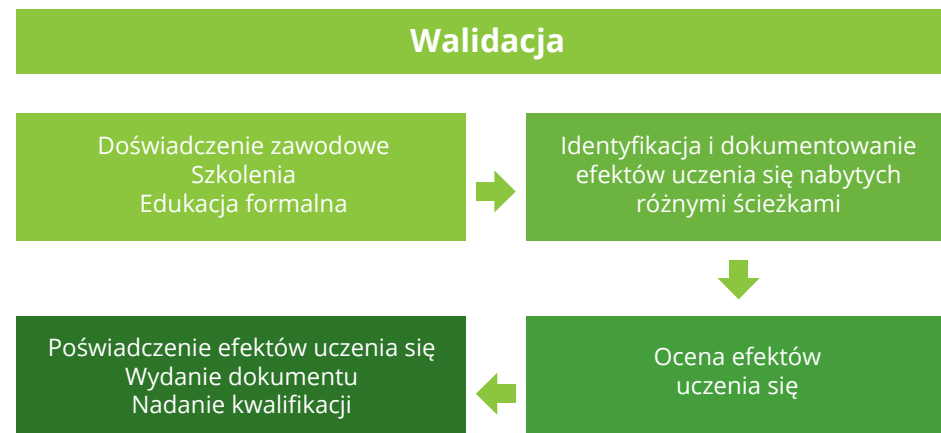 Walidacja
Doświadczenie zawodowe
Szkolenia
Edukacja formalna
Identyfikacja i dokumentowanie
efektów uczenia się nabytych
różnymi ścieżkami
Ocena efektów
uczenia się
Poświadczenie efektów uczenia się
Wydanie dokumentu
Nadanie kwalifikacji